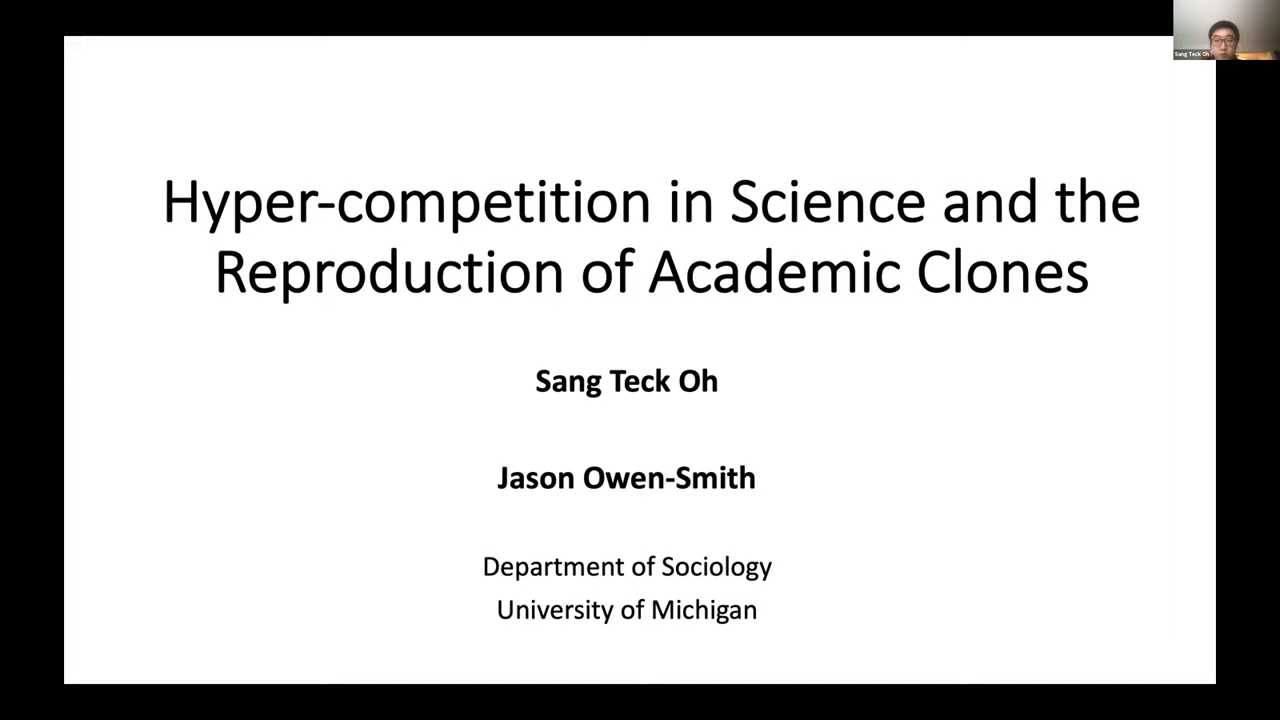 Sang Teck Oh
Hyper-competition in Science and the
Reproduction of Academic Clones
Sang Teck Oh
Jason Owen-Smith
Department of Sociology
University of Michigan